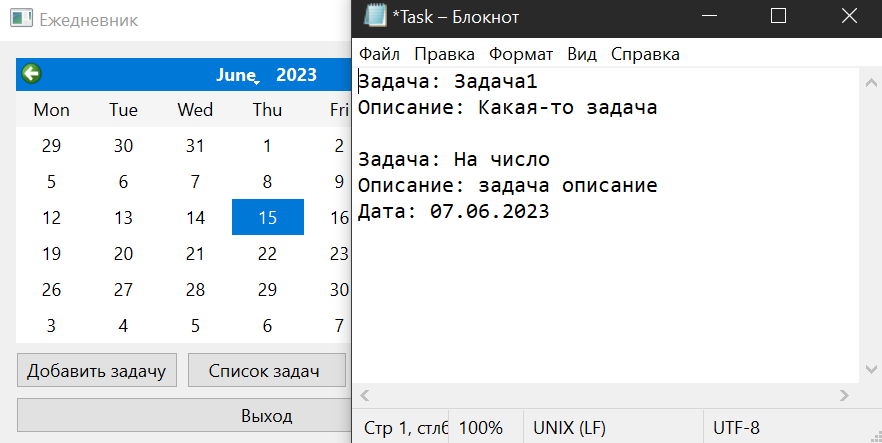 Ежедневник
June 2023
Mon Tue Wed Thu Fri
29 30 31 1 2
5 6 7 8 9
12 13 14 15 16
19 20 21 22 23
26 27 28 29 30
3 4 5 6 7
Добавить задачу Список задач
Выход
*Task – Блокнот
Файл Правка Формат Вид Справка
Задача: Задача1
Описание: Какая-то задача
Задача: На число
Описание: задача описание
Дата: 07.06.2023
Стр 1, стлб 100% UNIX (LF) UTF-8